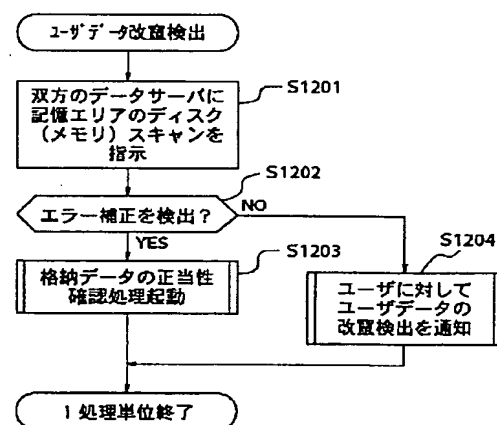 ユーザデータ改竄検出
双方のデータサーバに
記憶エリアのディスク
(メモリ)スキャンを
指示
S1201
エラー補正を検出?
S1202
NO
YES
格納データの正当性
確認処理起動
S1203
ユーザに対して
ユーザデータの
改竄検出を通知
S1204
1処理単位終了